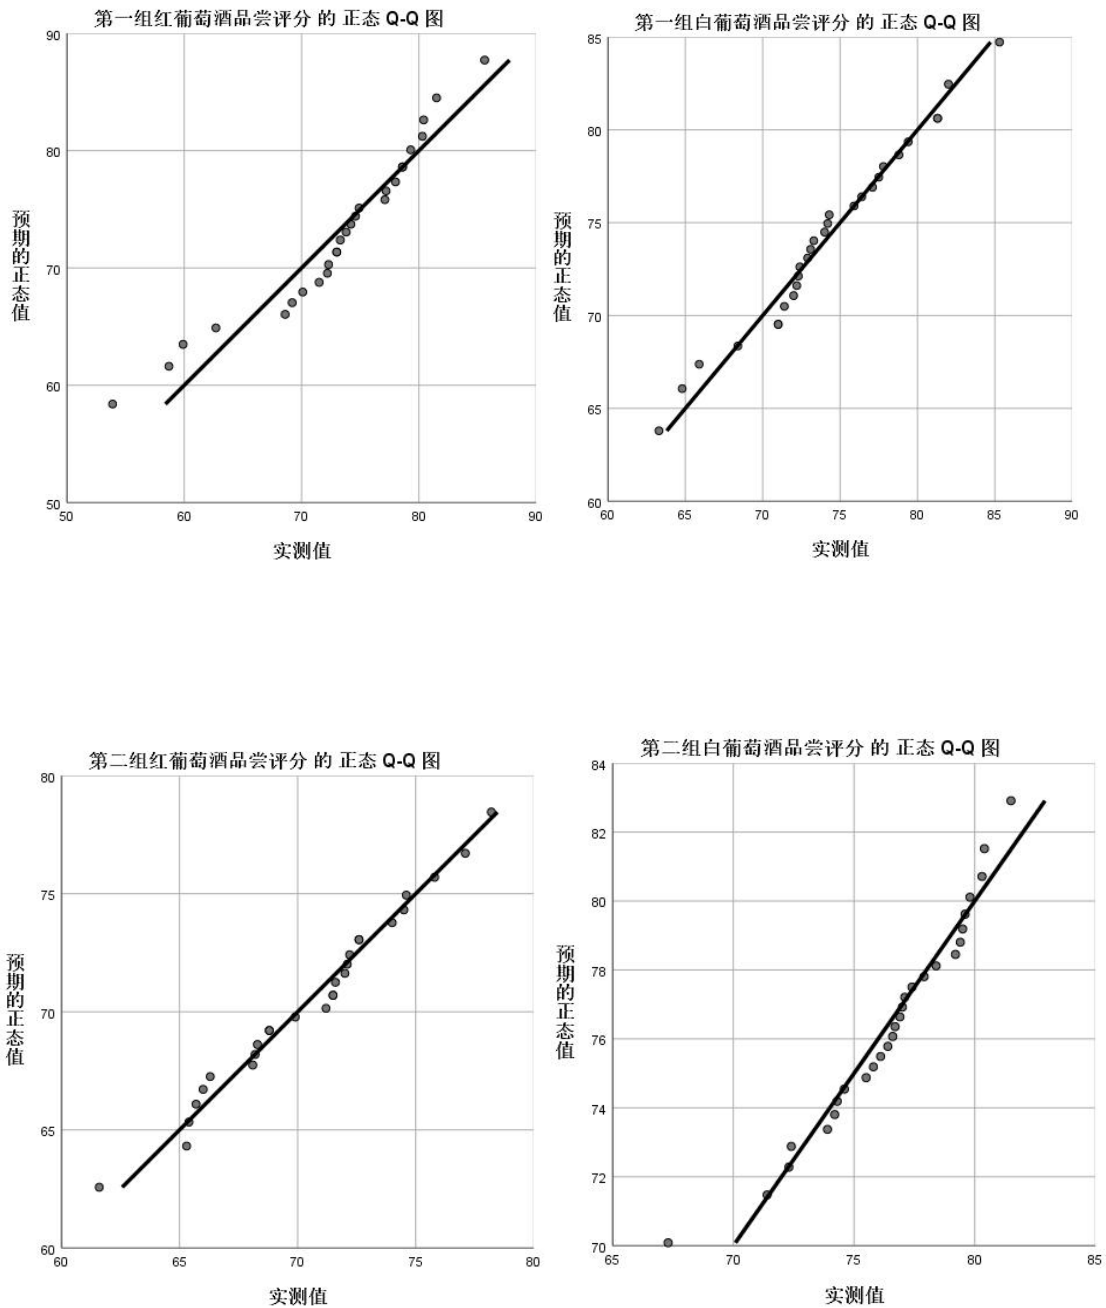 第一组红葡萄酒品尝评分 的 正态 Q-Q 图
90
80
70
60
50
预期的正态值
50 60 70 80 90
实测值
第一组白葡萄酒品尝评分 的 正态 Q-Q 图
85
80
75
70
65
60
预期的正态值
60 65 70 75 80 85 90
实测值
第二组红葡萄酒品尝评分 的 正态 Q-Q 图
80
75
70
65
60
预期的正态值
60 65 70 75 80
实测值
第二组白葡萄酒品尝评分 的 正态 Q-Q 图
84
82
80
78
76
74
72
70
预期的正态值
65 70 75 80 85
实测值